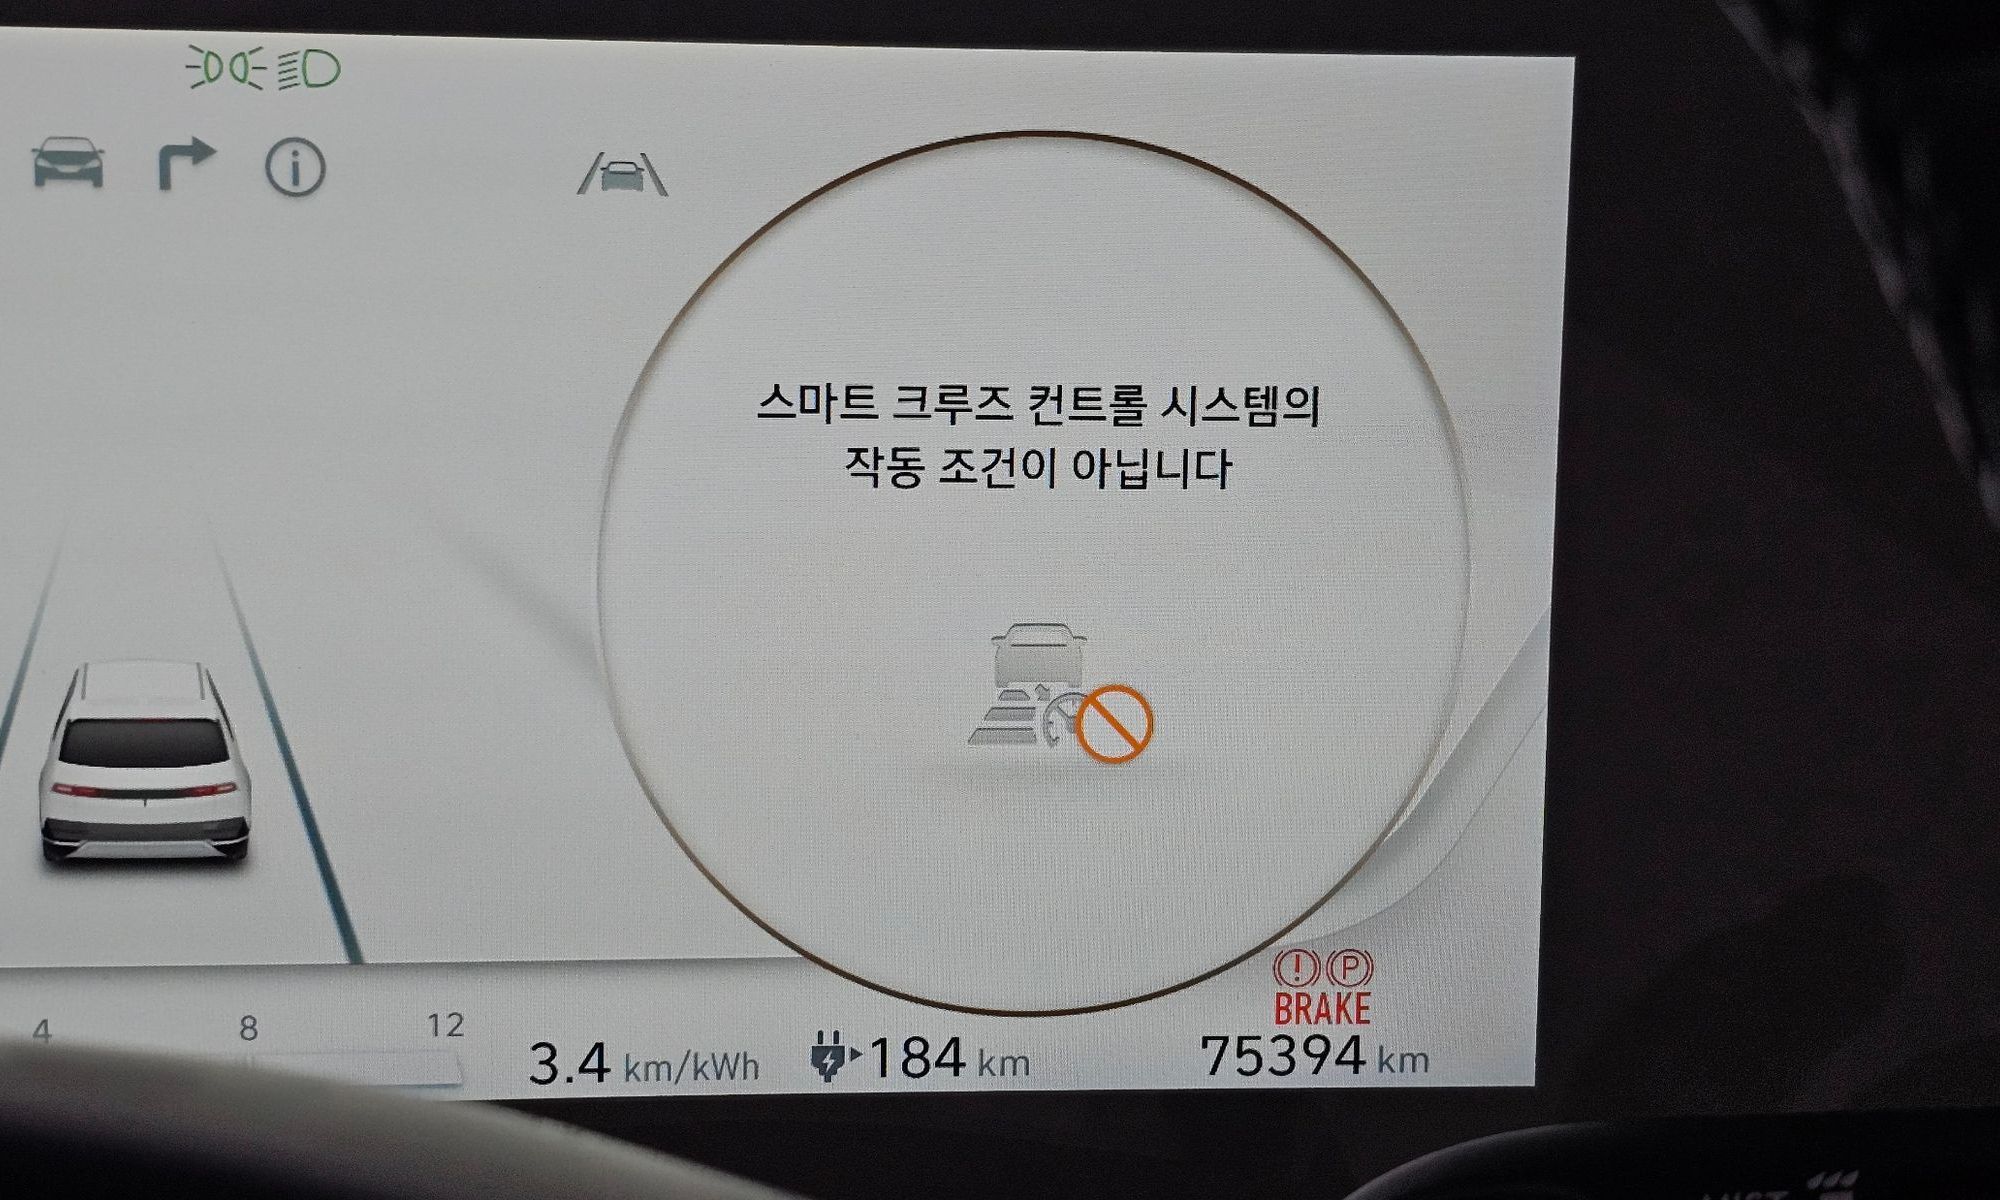 스마트 크루즈 컨트롤 시스템의
작동 조건이 아닙니다
P
BRAKE
4 8 12
3.4 km/kWh 184 km 75394 km